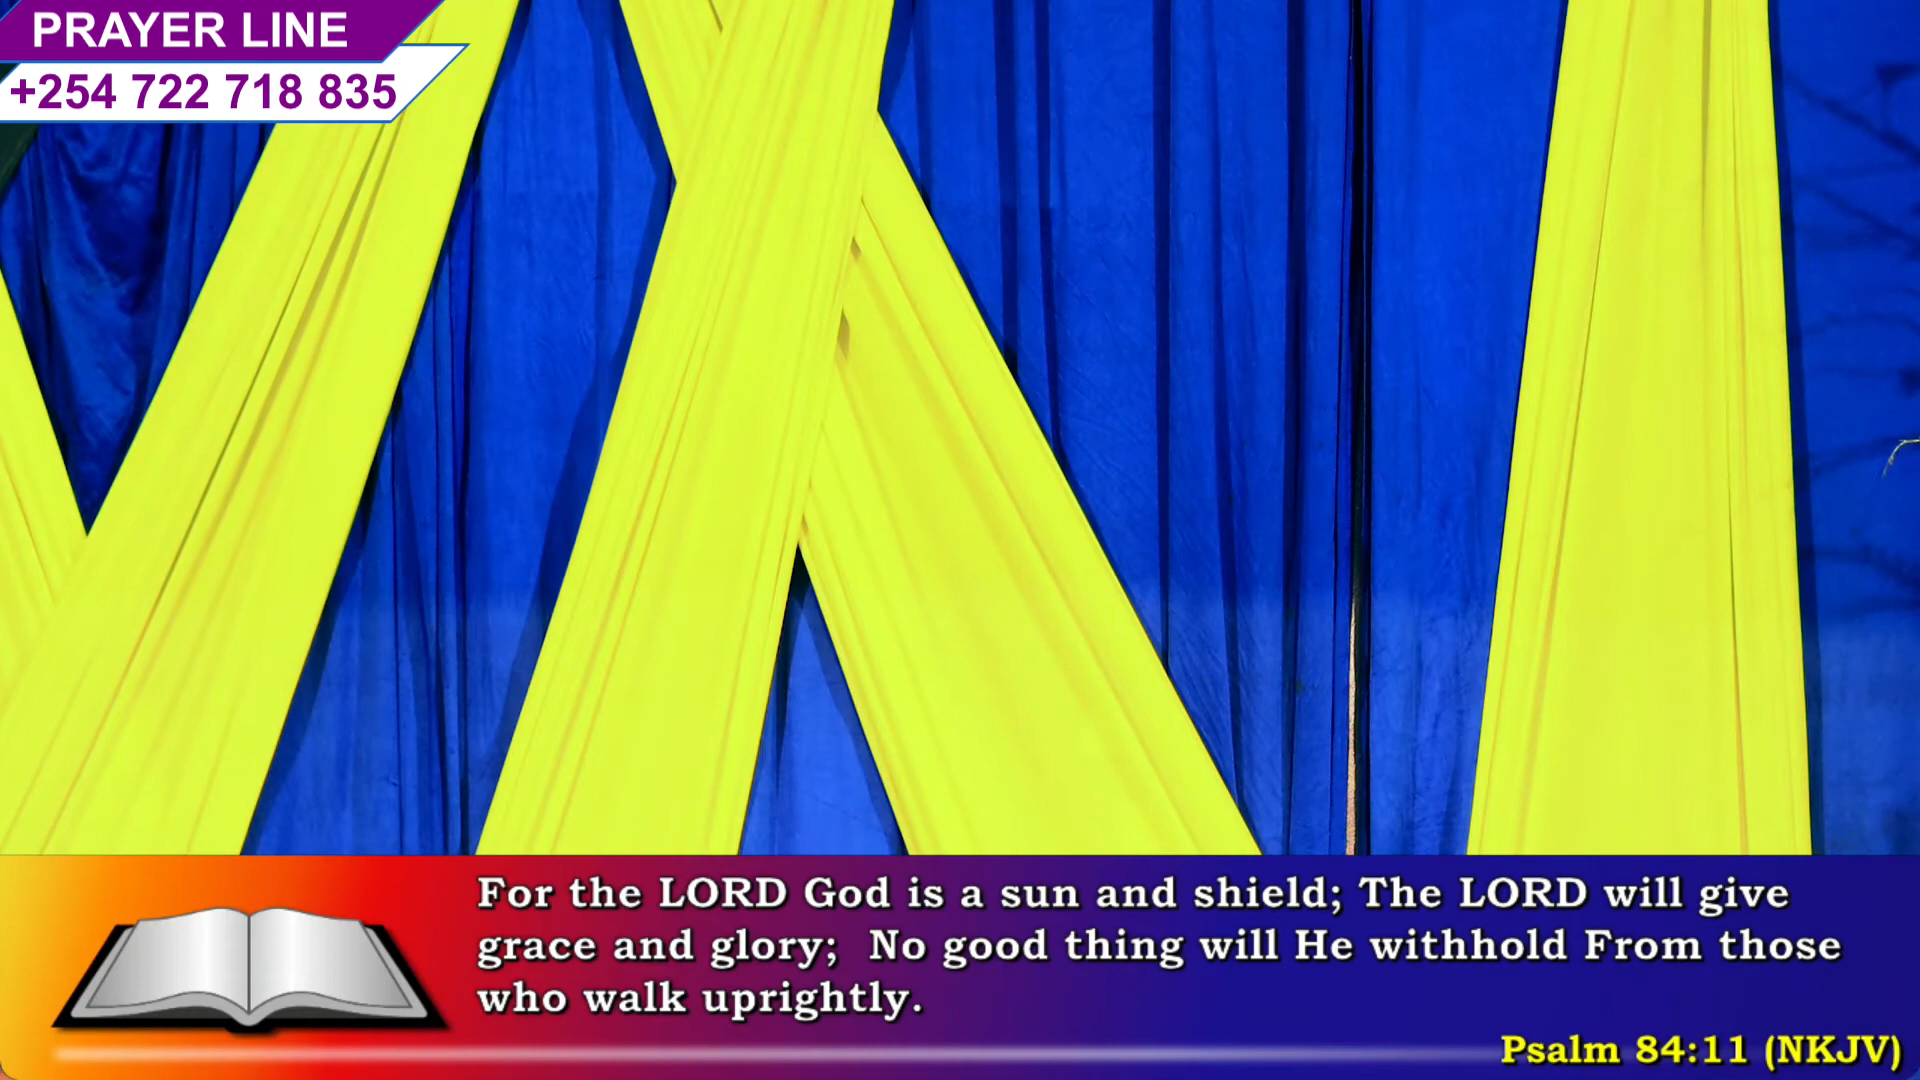 PRAYER LINE
+254 722 718 835
For the LORD God is a sun and shield; The LORD will give
grace and glory;  No good thing will He withhold From those
who walk uprightly.
Psalm 84:11 (NKJV)